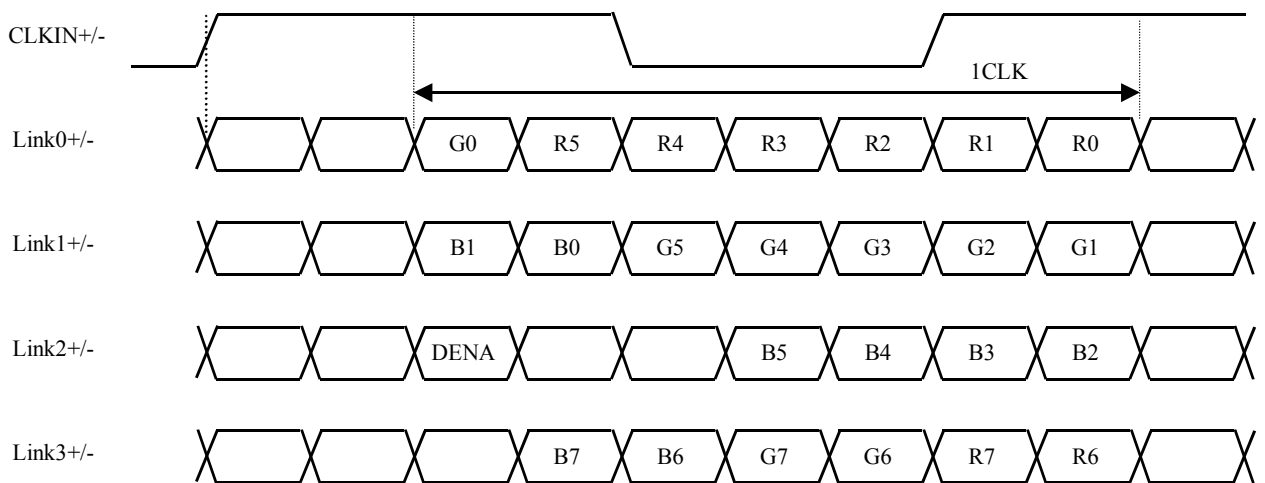 CLKIN+/-
1CLK
Link0+/- G0 R5 R4 R3 R2 R1 R0
Link1+/- B1 B0 G5 G4 G3 G2 G1
Link2+/- DENA B5 B4 B3 B2
Link3+/- B7 B6 G7 G6 R7 R6